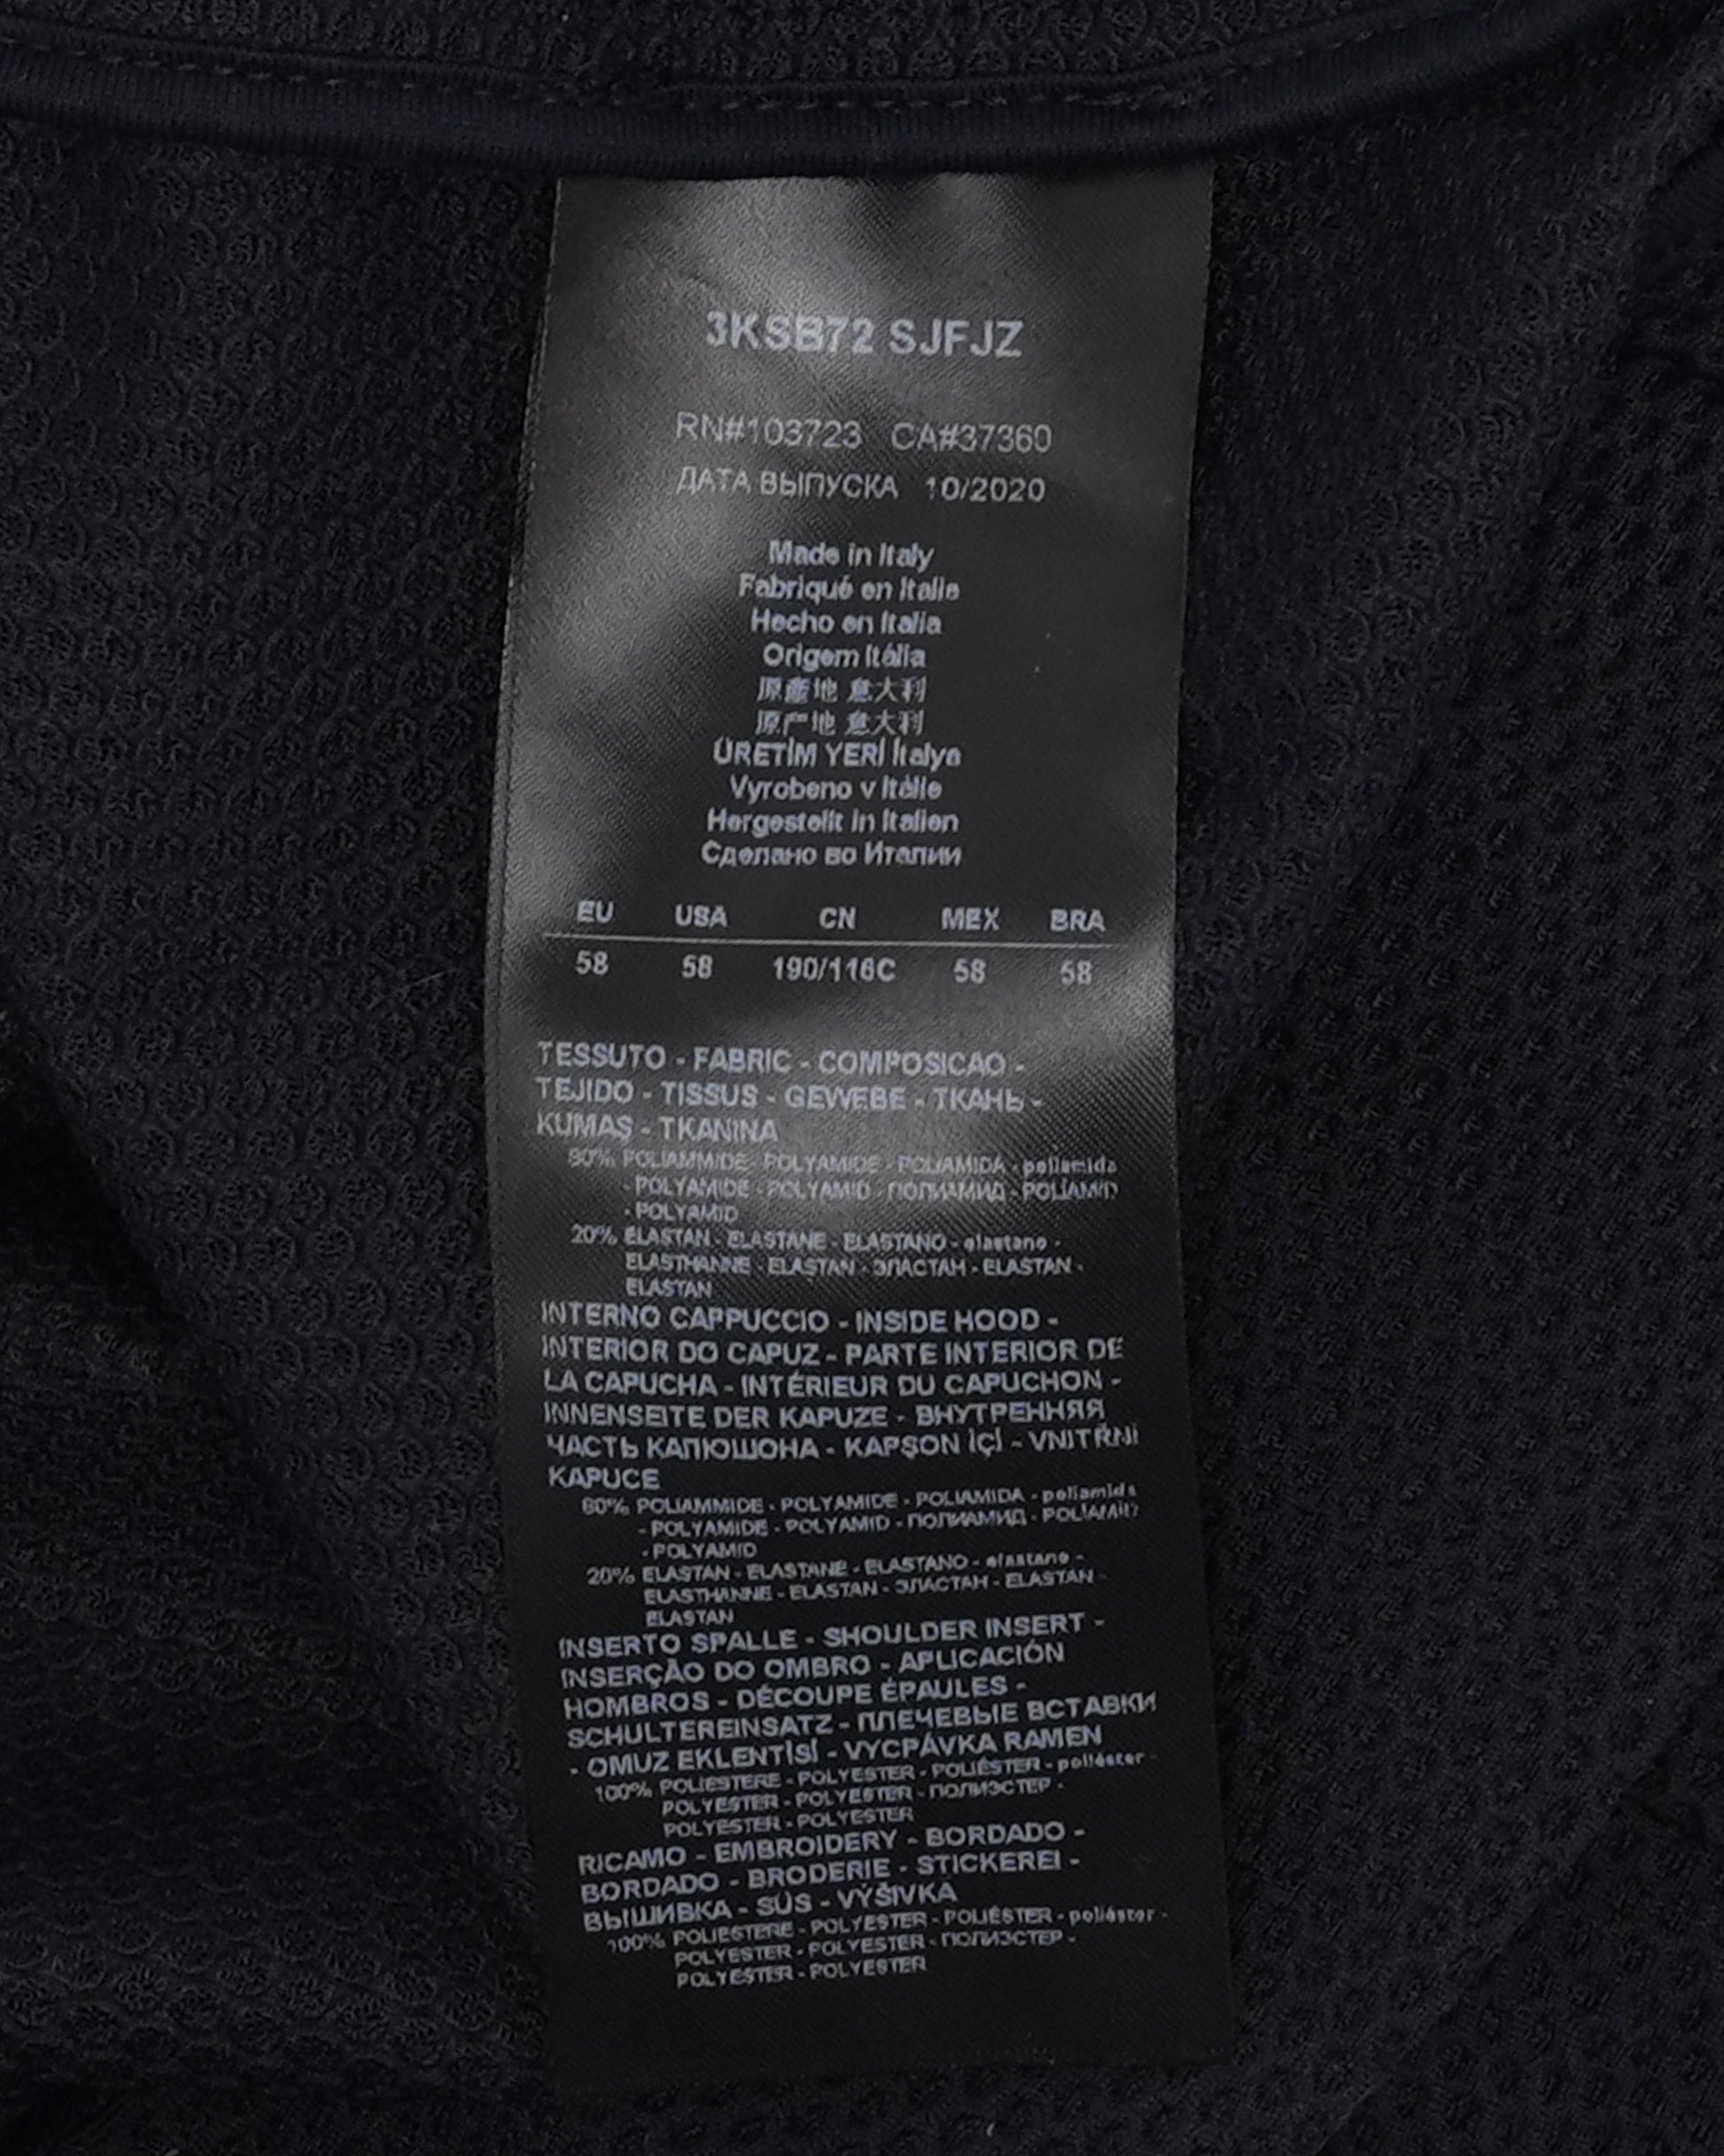 3KSB72 SJFJZ
RN#103723 CA#37360
ДАТА ВЫПУСКА 10/2020
Made in Italy
Fabriqué en Italie
Hecho en Italia
Origem Itália
原產地 意大利
原产地 意大利
ÜRETİM YERİ İtalya
Vyrobeno v Itálie
Hergestellt in Italien
Сделано во Италии
EU USA CN MEX BRA
58 58 190/116C 58 58
TESSUTO - FABRIC - COMPOSICAO -
TEJIDO - TISSUS - GEWEBE - ТКАНЬ -
KUMAŞ - TKANINA
80% POLIAMMIDE - POLYAMIDE - POLIAMIDA - poliamida
- POLYAMIDE - POLYAMID - ПОЛИАМИД - POLİAMİD
- POLYAMID
20% ELASTAN - ELASTANE - ELASTANO - elastano -
ELASTHANNE - ELASTAN - ЭЛАСТАН - ELASTAN -
ELASTAN
INTERNO CAPPUCCIO - INSIDE HOOD -
INTERIOR DO CAPUZ - PARTE INTERIOR DE
LA CAPUCHA - INTÉRIEUR DU CAPUCHON -
INNENSEITE DER KAPUZE - ВНУТРЕННЯЯ
ЧАСТЬ КАПЮШОНА - KAPŞON İÇİ - VNITŘNÍ
KAPUCE
80% POLIAMMIDE - POLYAMIDE - POLIAMIDA - poliamida
- POLYAMIDE - POLYAMID - ПОЛИАМИД - POLİAMİD
- POLYAMID
20% ELASTAN - ELASTANE - ELASTANO - elastano -
ELASTHANNE - ELASTAN - ЭЛАСТАН - ELASTAN -
ELASTAN
INSERTO SPALLE - SHOULDER INSERT -
INSERÇÃO DO OMBRO - APLICACIÓN
HOMBROS - DÉCOUPE ÉPAULES -
SCHULTEREINSATZ - ПЛЕЧЕВЫЕ ВСТАВКИ
- OMUZ EKLENTİSİ - VYCPÁVKA RAMEN
100% POLIESTERE - POLYESTER - POLIÉSTER - poliéster -
POLYESTER - POLYESTER - ПОЛИЭСТЕР -
POLYESTER - POLYESTER
RICAMO - EMBROIDERY - BORDADO -
BORDADO - BRODERIE - STICKEREI -
ВЫШИВКА - SÜS - VÝŠIVKA
100% POLIESTERE - POLYESTER - POLIÉSTER - poliéster -
POLYESTER - POLYESTER - ПОЛИЭСТЕР -
POLYESTER - POLYESTER